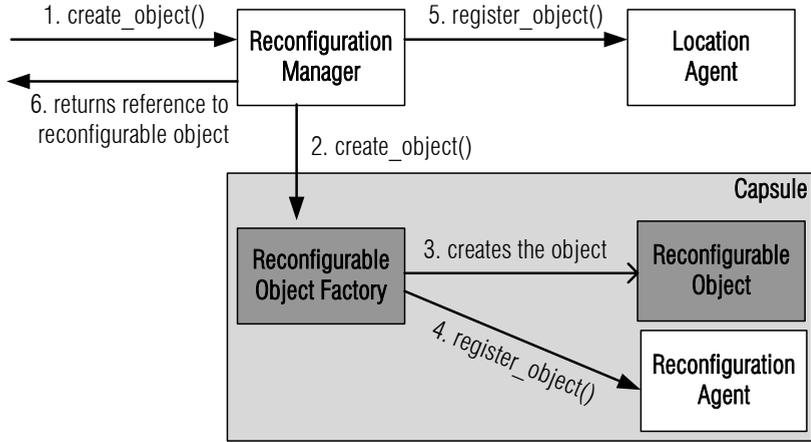 1. create_object()
Reconfiguration
Manager
5. register_object()
Location
Agent
6. returns reference to
reconfigurable object
2. create_object()
Capsule
Reconfigurable
Object Factory
3. creates the object
Reconfigurable
Object
4. register_object()
Reconfiguration
Agent